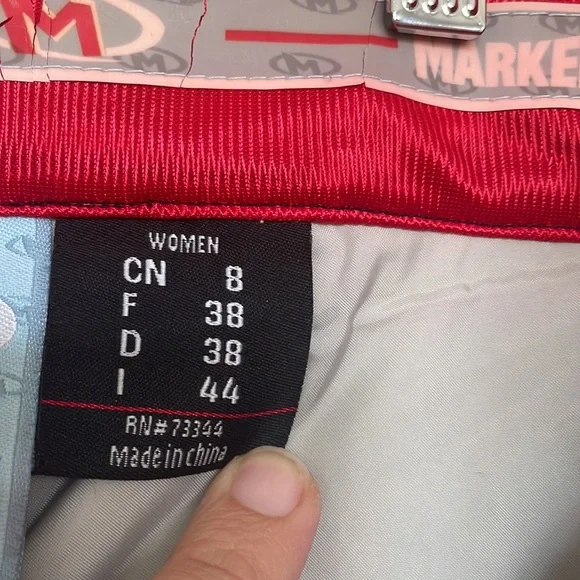 M
MARKE
WOMEN
CN 8
F 38
D 38
I 44
RN# 73344
Made in china